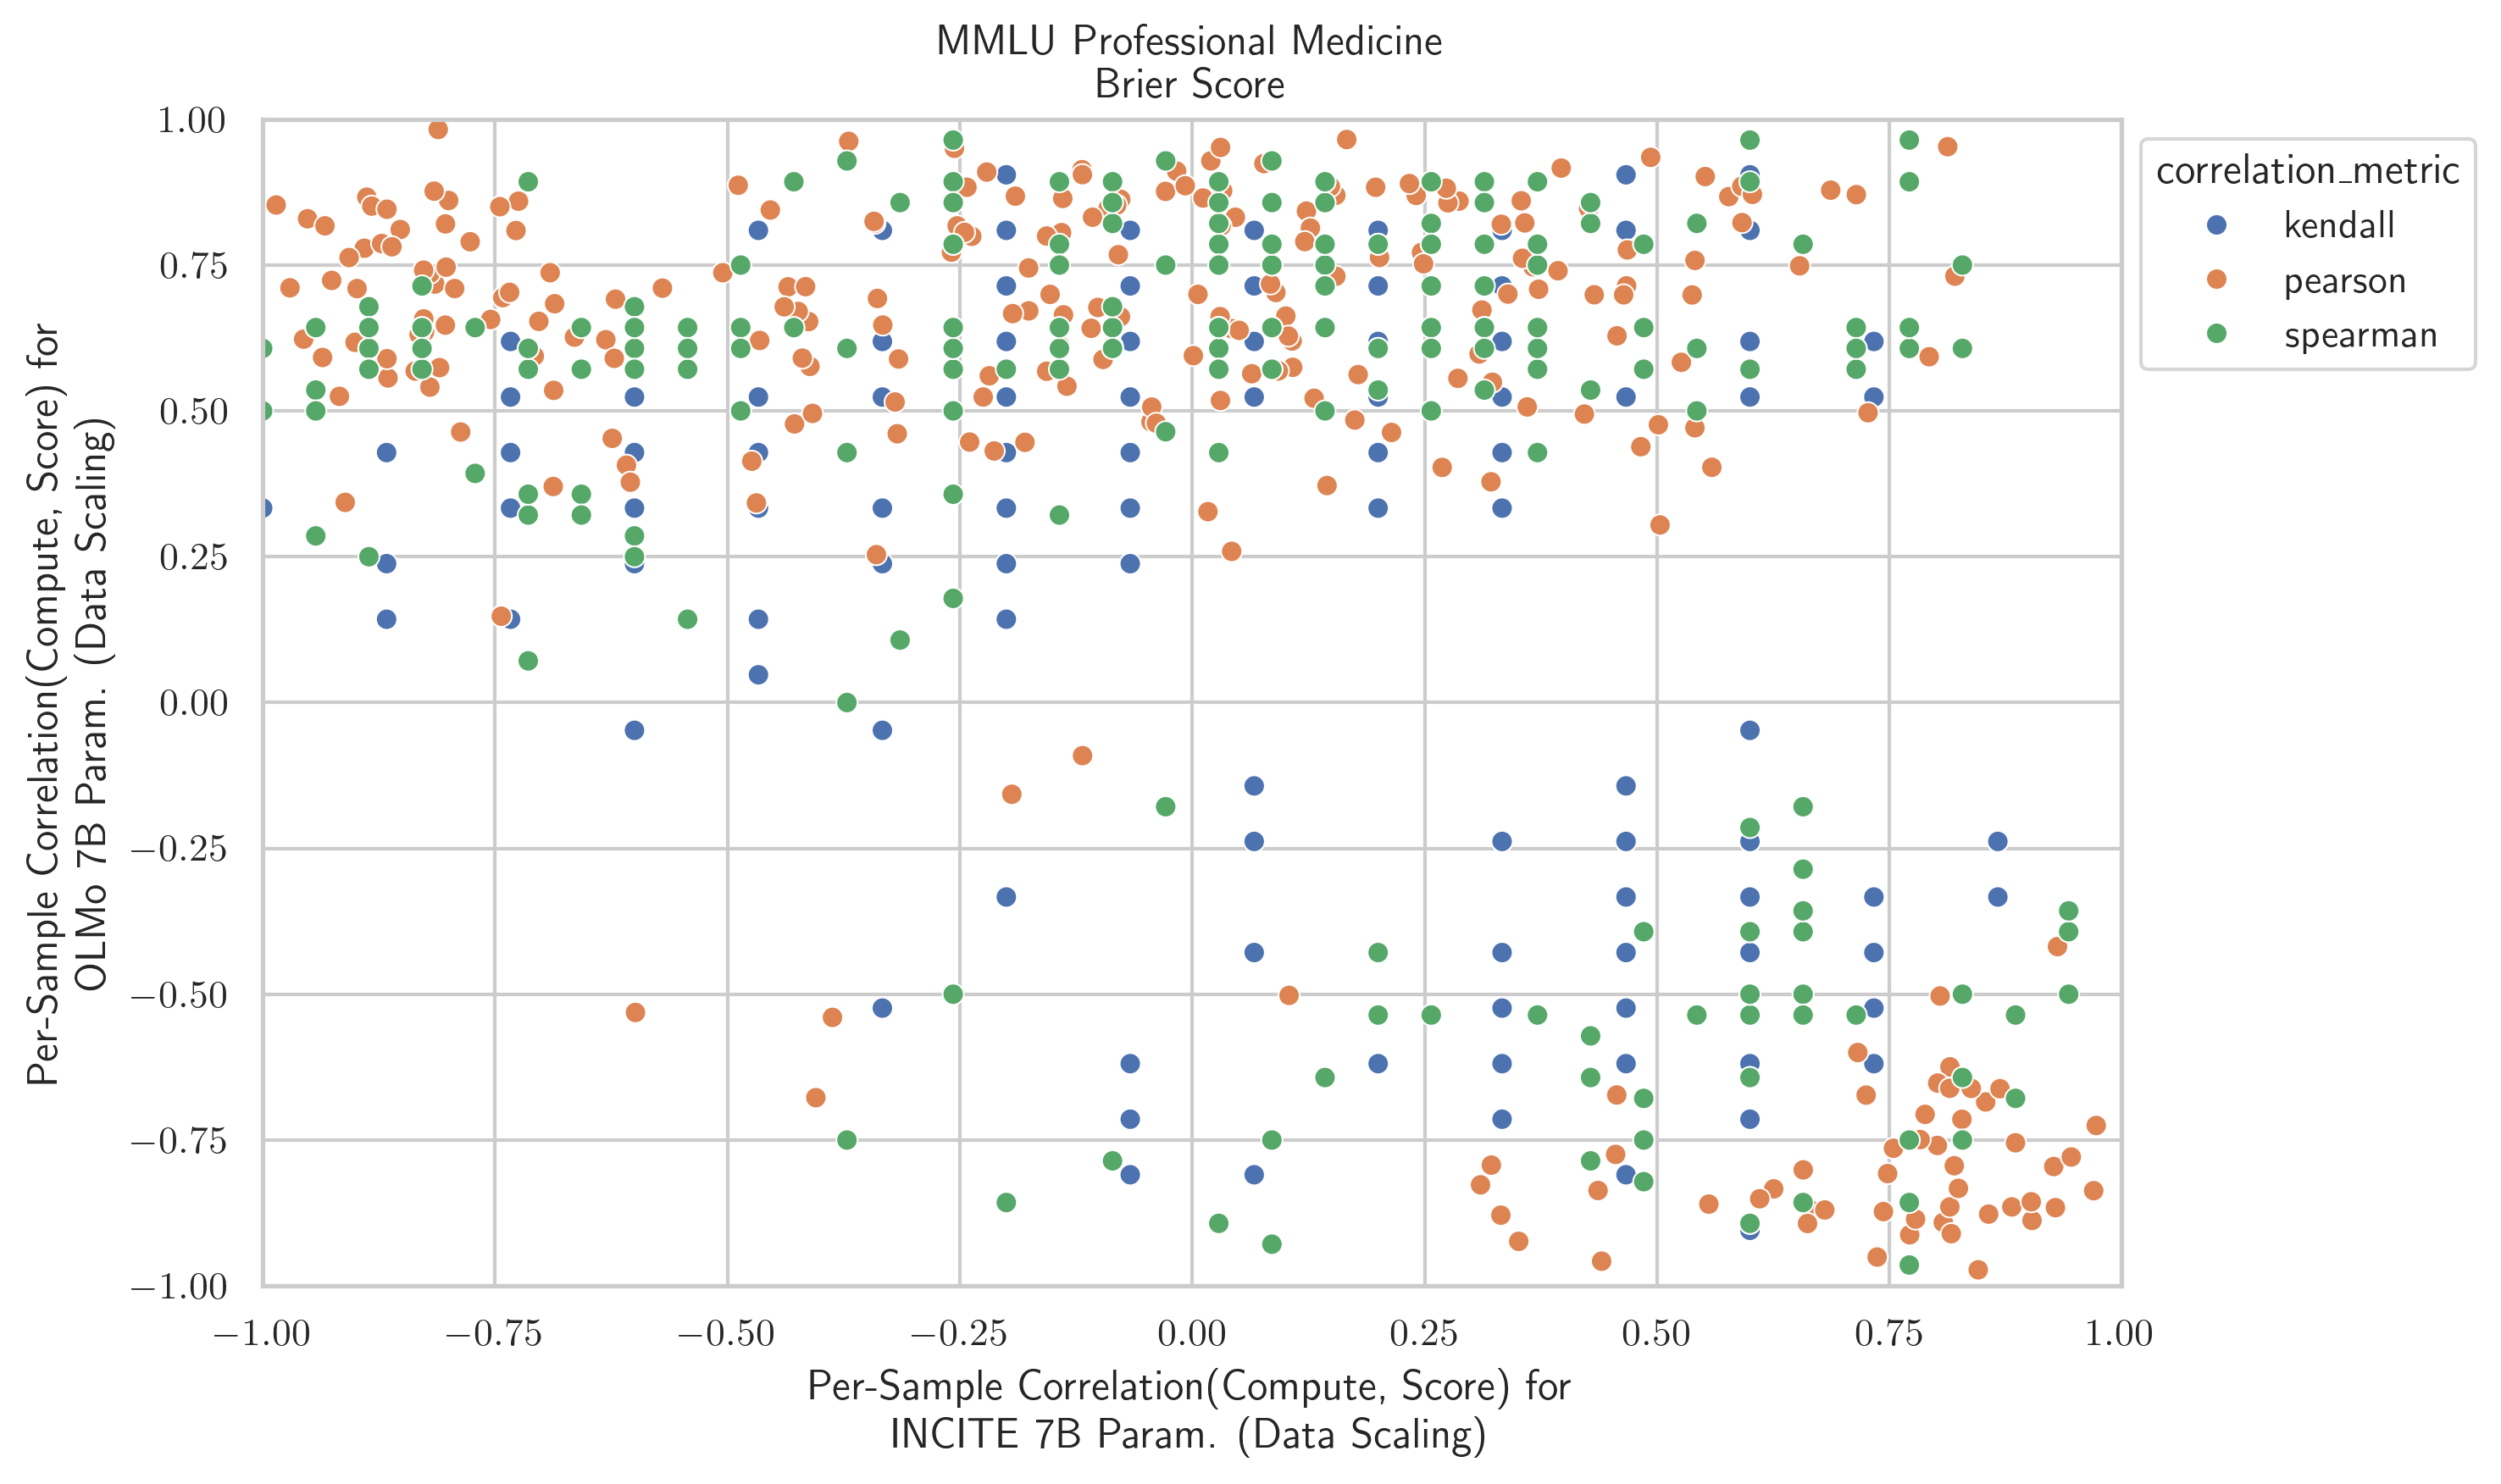 MMLU Professional Medicine
Brier Score
Per-Sample Correlation(Compute, Score) for
OLMo 7B Param. (Data Scaling)
1.00
0.75
0.50
0.25
0.00
−0.25
−0.50
−0.75
−1.00
−1.00 −0.75 −0.50 −0.25 0.00 0.25 0.50 0.75 1.00
Per-Sample Correlation(Compute, Score) for
INCITE 7B Param. (Data Scaling)
correlation_metric
kendall
pearson
spearman